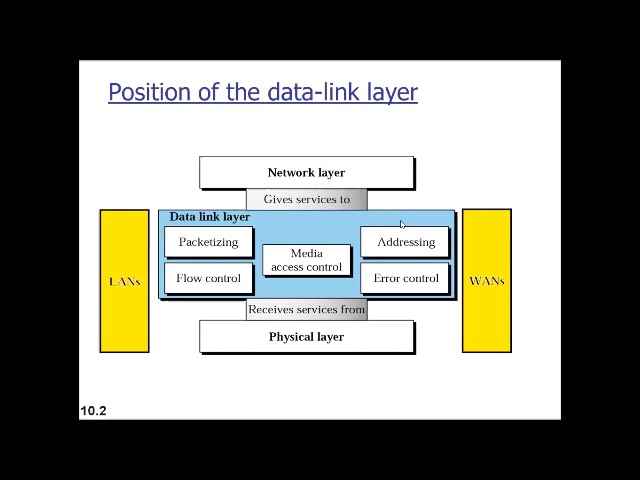 Position of the data-link layer
Network layer
Gives services to
Data link layer
Packetizing
Addressing
Media
access control
Flow control
Error control
LANs
WANs
Receives services from
Physical layer
10.2